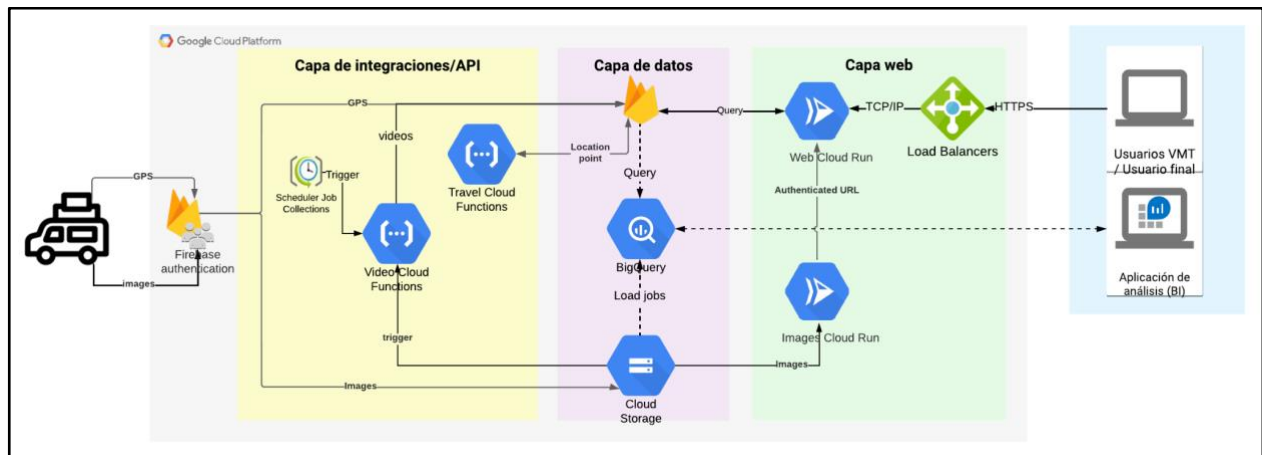 Google Cloud Platform
Capa de integraciones/API
Capa de datos
Capa web
GPS
GPS
videos
Query
TCP/IP
HTTPS
Location
point
Travel Cloud
Functions
Trigger
Scheduler Job
Collections
Query
Web Cloud Run
Load Balancers
Usuarios VMT
/ Usuario final
Authenticated URL
Firebase
authentication
images
Video Cloud
Functions
BigQuery
Load jobs
Aplicación de
análisis (BI)
trigger
Images Cloud Run
Images
Images
Cloud
Storage